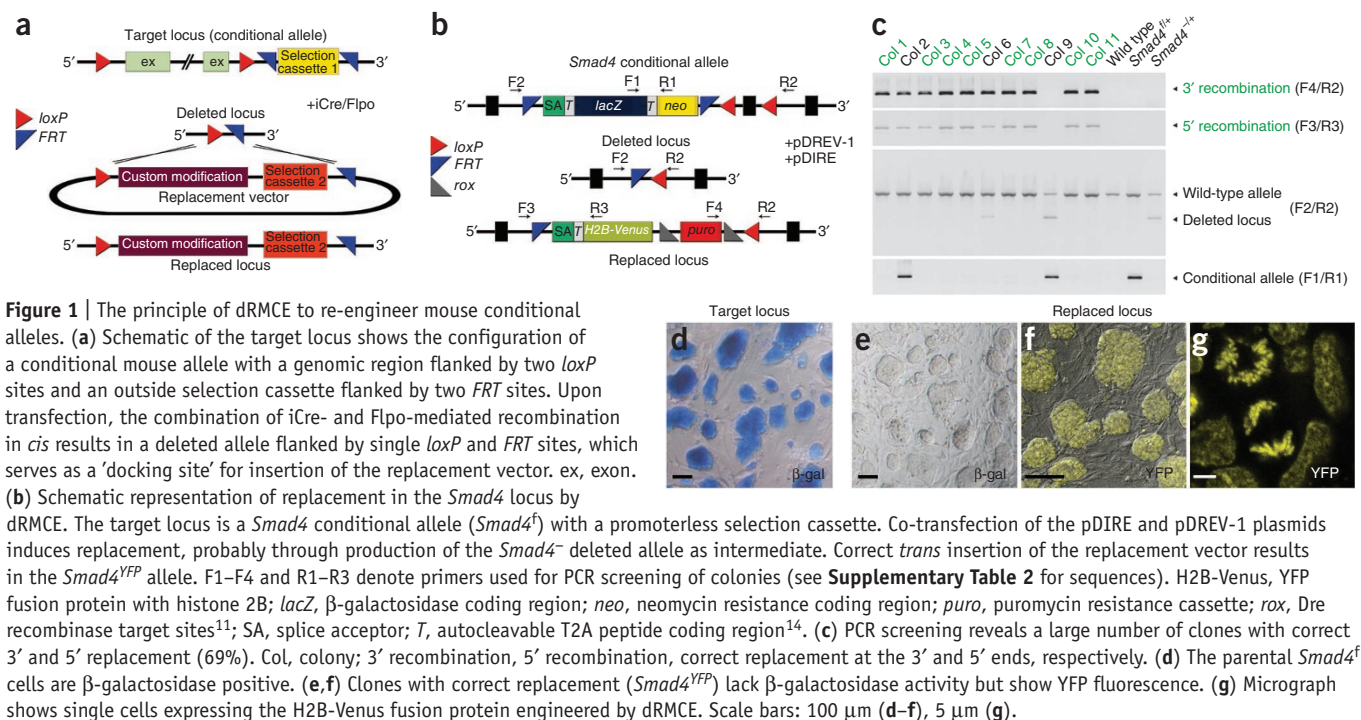 a
Target locus (conditional allele)
5′ ex ex Selection cassette 1 3′
loxP
FRT
+iCre/Flpo
Deleted locus
5′ 3′
Custom modification Selection cassette 2
Replacement vector
5′ Custom modification Selection cassette 2 3′
Replaced locus
b
Smad4 conditional allele
F2 F1 R1 R2
5′ SA T lacZ T neo 3′
loxP
FRT
rox
Deleted locus
+pDREV-1
+pDIRE
F2 R2
5′ 3′
F3 R3 F4 R2
5′ SA T H2B-Venus puro 3′
Replaced locus
c
Col 1 Col 2 Col 3 Col 4 Col 5 Col 6 Col 7 Col 8 Col 9 Col 10 Col 11 Wild type Smad4f/+ Smad4−/+
3′ recombination (F4/R2)
5′ recombination (F3/R3)
Wild-type allele
(F2/R2)
Deleted locus
Conditional allele (F1/R1)
Target locus
d
β-gal
Replaced locus
e
β-gal
f
YFP
g
YFP
Figure 1 | The principle of dRMCE to re-engineer mouse conditional
alleles. (a) Schematic of the target locus shows the configuration of
a conditional mouse allele with a genomic region flanked by two loxP
sites and an outside selection cassette flanked by two FRT sites. Upon
transfection, the combination of iCre- and Flpo-mediated recombination
in cis results in a deleted allele flanked by single loxP and FRT sites, which
serves as a ′docking site′ for insertion of the replacement vector. ex, exon.
(b) Schematic representation of replacement in the Smad4 locus by
dRMCE. The target locus is a Smad4 conditional allele (Smad4f) with a promoterless selection cassette. Co-transfection of the pDIRE and pDREV-1 plasmids
induces replacement, probably through production of the Smad4− deleted allele as intermediate. Correct trans insertion of the replacement vector results
in the Smad4YFP allele. F1–F4 and R1–R3 denote primers used for PCR screening of colonies (see Supplementary Table 2 for sequences). H2B-Venus, YFP
fusion protein with histone 2B; lacZ, β-galactosidase coding region; neo, neomycin resistance coding region; puro, puromycin resistance cassette; rox, Dre
recombinase target sites11; SA, splice acceptor; T, autocleavable T2A peptide coding region14. (c) PCR screening reveals a large number of clones with correct
3′ and 5′ replacement (69%). Col, colony; 3′ recombination, 5′ recombination, correct replacement at the 3′ and 5′ ends, respectively. (d) The parental Smad4f
cells are β-galactosidase positive. (e,f) Clones with correct replacement (Smad4YFP) lack β-galactosidase activity but show YFP fluorescence. (g) Micrograph
shows single cells expressing the H2B-Venus fusion protein engineered by dRMCE. Scale bars: 100 μm (d–f), 5 μm (g).